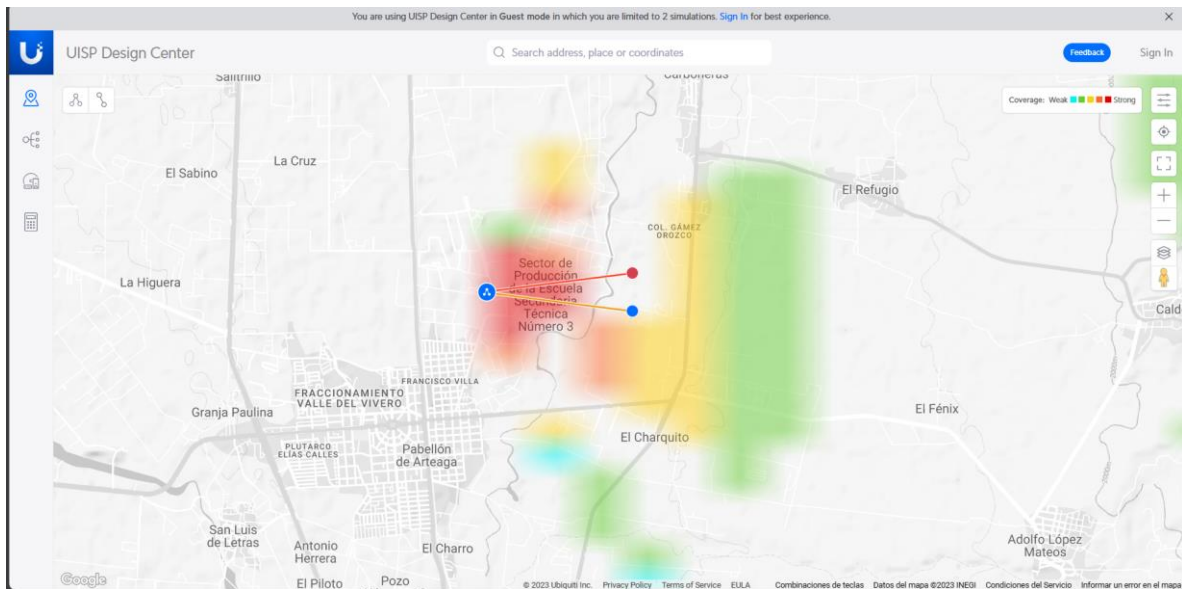 You are using UISP Design Center in Guest mode in which you are limited to 2 simulations. Sign In for best experience.
UISP Design Center
Search address, place or coordinates
Feedback
Sign In
Coverage: Weak Strong
Carboneras
La Cruz
El Sabino
El Refugio
COL. GÁMEZ
OROZCO
La Higuera
Sector de
Producción
de la Escuela
Secundaria
Técnica
Número 3
Cald
FRANCISCO VILLA
FRACCIONAMIENTO
VALLE DEL VIVERO
Granja Paulina
El Fénix
PLUTARCO
ELÍAS CALLES
Pabellón
de Arteaga
El Charquito
San Luis
de Letras
Antonio
Herrera
El Charro
Adolfo López
Mateos
Google
El Piloto
Pozo
© 2023 Ubiquiti Inc. Privacy Policy Terms of Service EULA Combinaciones de teclas Datos del mapa ©2023 INEGI Condiciones del Servicio Informar un error en el mapa